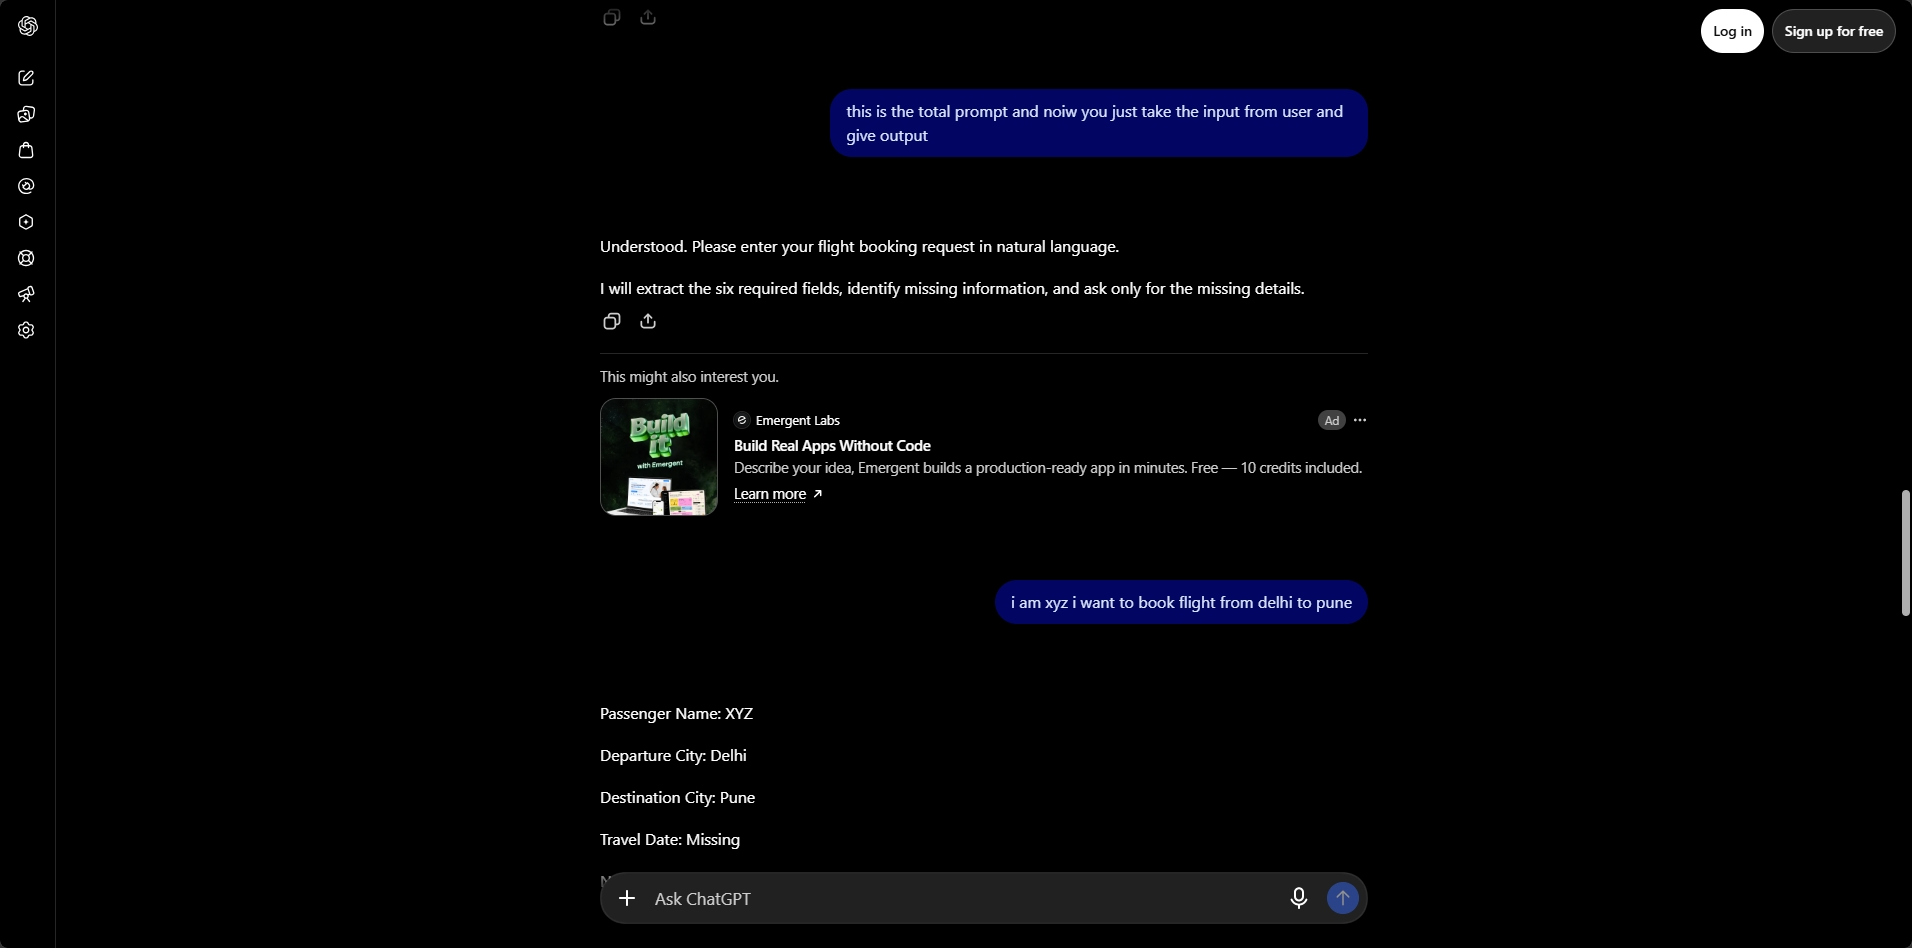 Log in
Sign up for free
this is the total prompt and noiw you just take the input from user and
give output
Understood. Please enter your flight booking request in natural language.
I will extract the six required fields, identify missing information, and ask only for the missing details.
This might also interest you.
Build
it
with Emergent
Emergent Labs
Ad
Build Real Apps Without Code
Describe your idea, Emergent builds a production-ready app in minutes. Free — 10 credits included.
Learn more
i am xyz i want to book flight from delhi to pune
Passenger Name: XYZ
Departure City: Delhi
Destination City: Pune
Travel Date: Missing
Ask ChatGPT